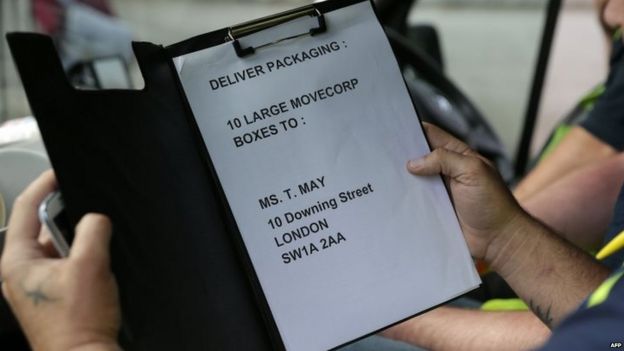 DELIVER PACKAGING :
10 LARGE MOVECORP
BOXES TO :
MS. T. MAY
10 Downing Street
LONDON
SW1A 2AA
AFP